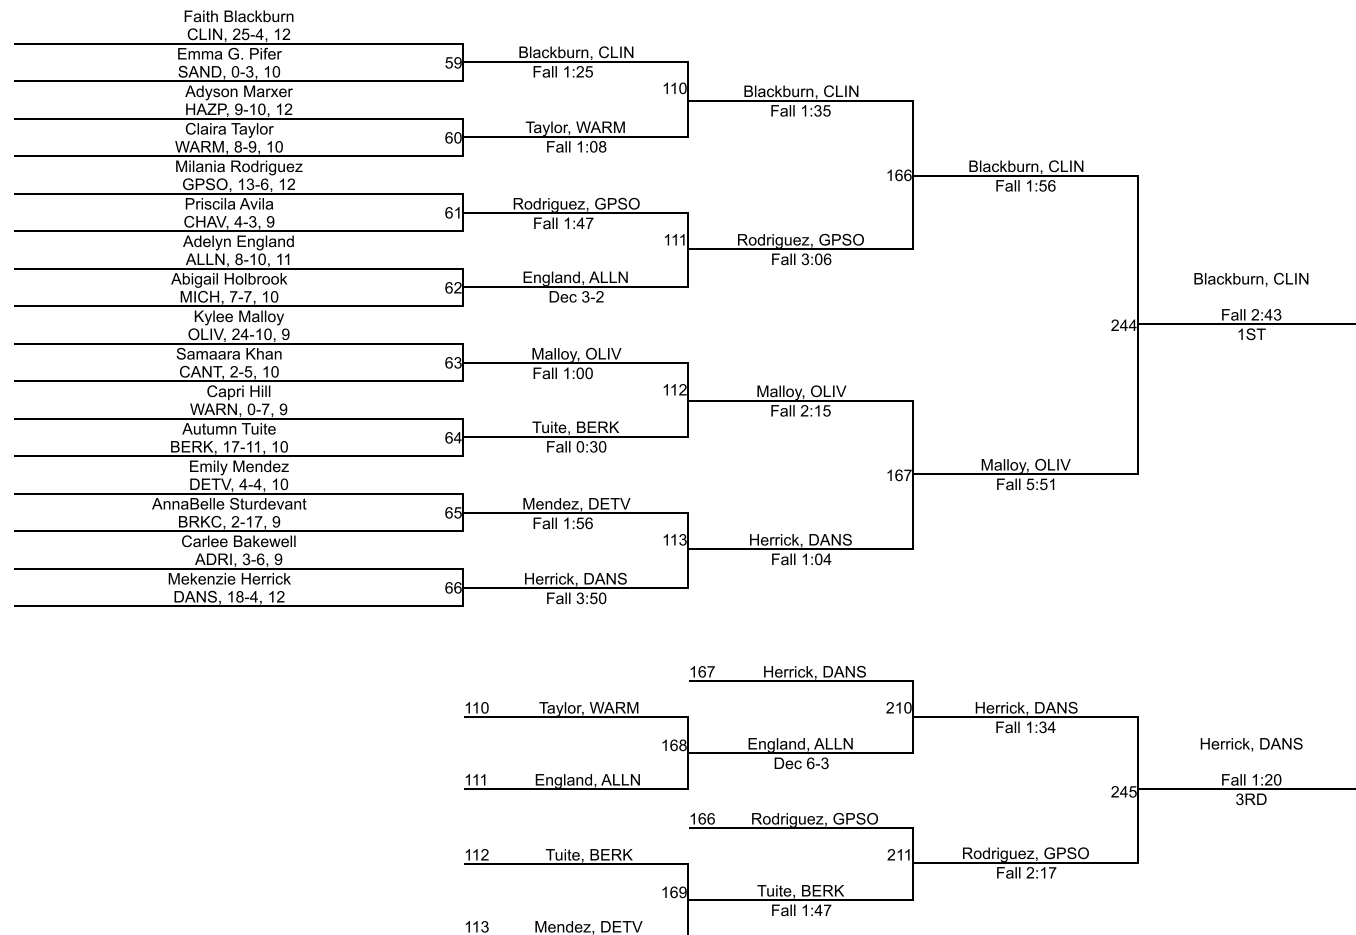 Faith Blackburn
CLIN, 25-4, 12
Emma G. Pifer
SAND, 0-3, 10
59
Blackburn, CLIN
Fall 1:25
Adyson Marxer
HAZP, 9-10, 12
Claira Taylor
WARM, 8-9, 10
60
Taylor, WARM
Fall 1:08
110
Blackburn, CLIN
Fall 1:35
Milania Rodriguez
GPSO, 13-6, 12
Priscila Avila
CHAV, 4-3, 9
61
Rodriguez, GPSO
Fall 1:47
Adelyn England
ALLN, 8-10, 11
Abigail Holbrook
MICH, 7-7, 10
62
England, ALLN
Dec 3-2
111
Rodriguez, GPSO
Fall 3:06
166
Blackburn, CLIN
Fall 1:56
Kylee Malloy
OLIV, 24-10, 9
Samaara Khan
CANT, 2-5, 10
63
Malloy, OLIV
Fall 1:00
Capri Hill
WARN, 0-7, 9
Autumn Tuite
BERK, 17-11, 10
64
Tuite, BERK
Fall 0:30
112
Malloy, OLIV
Fall 2:15
Emily Mendez
DETV, 4-4, 10
AnnaBelle Sturdevant
BRKC, 2-17, 9
65
Mendez, DETV
Fall 1:56
Carlee Bakewell
ADRI, 3-6, 9
Mekenzie Herrick
DANS, 18-4, 12
66
Herrick, DANS
Fall 3:50
113
Herrick, DANS
Fall 1:04
167
Malloy, OLIV
Fall 5:51
244
Blackburn, CLIN
Fall 2:43
1ST
167
Herrick, DANS
110
Taylor, WARM
111
England, ALLN
168
England, ALLN
Dec 6-3
210
Herrick, DANS
Fall 1:34
166
Rodriguez, GPSO
112
Tuite, BERK
113
Mendez, DETV
169
Tuite, BERK
Fall 1:47
211
Rodriguez, GPSO
Fall 2:17
245
Herrick, DANS
Fall 1:20
3RD